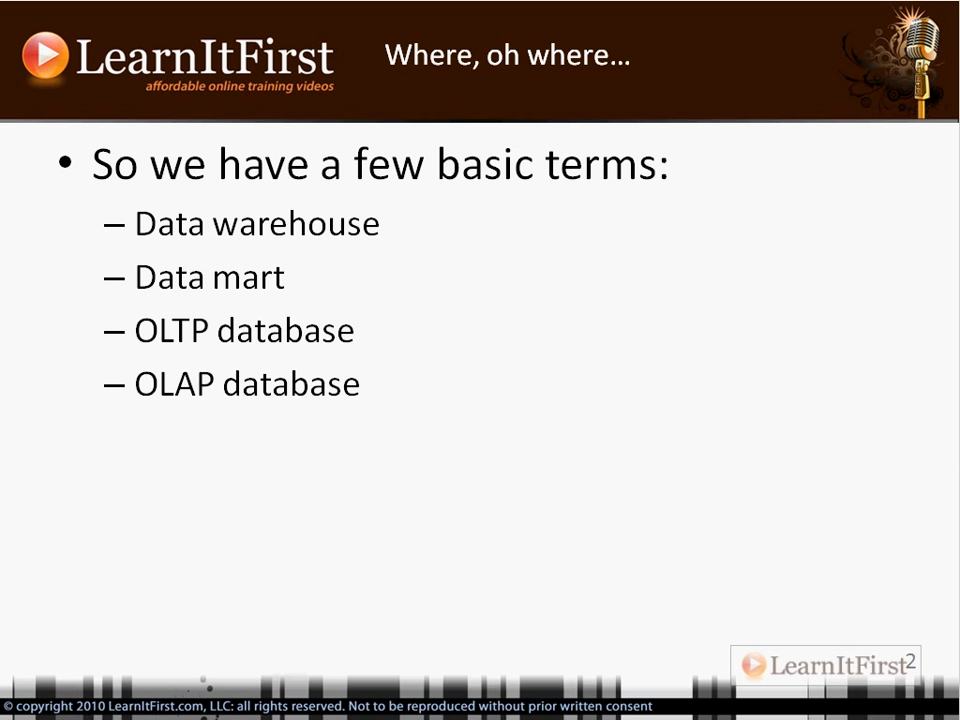 LearnItFirst
affordable online training videos
Where, oh where...
• So we have a few basic terms:
– Data warehouse
– Data mart
– OLTP database
– OLAP database
LearnItFirst
2
© copyright 2010 LearnItFirst.com, LLC: all rights reserved. Not to be reproduced without prior written consent